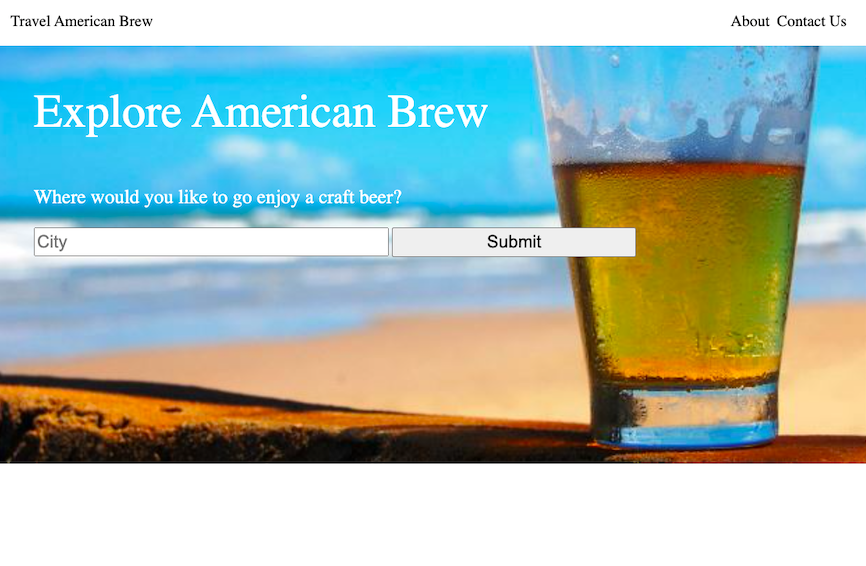 Travel American Brew About Contact Us
Explore American Brew
Where would you like to go enjoy a craft beer?
City Submit